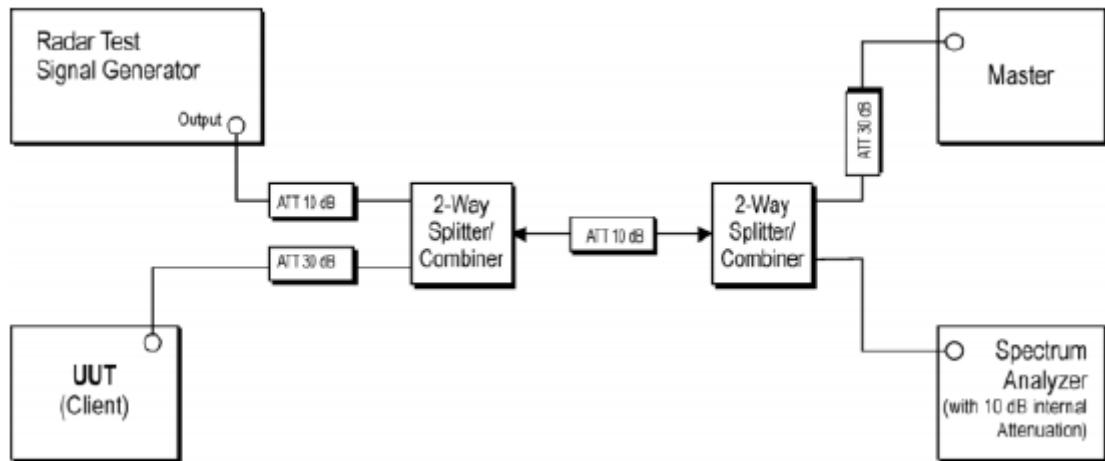 Radar Test
Signal Generator
Output
ATT 10 dB
ATT 30 dB
UUT
(Client)
2-Way
Splitter/
Combiner
ATT 10 dB
2-Way
Splitter/
Combiner
ATT 30 dB
Master
Spectrum
Analyzer
(with 10 dB internal
Attenuation)